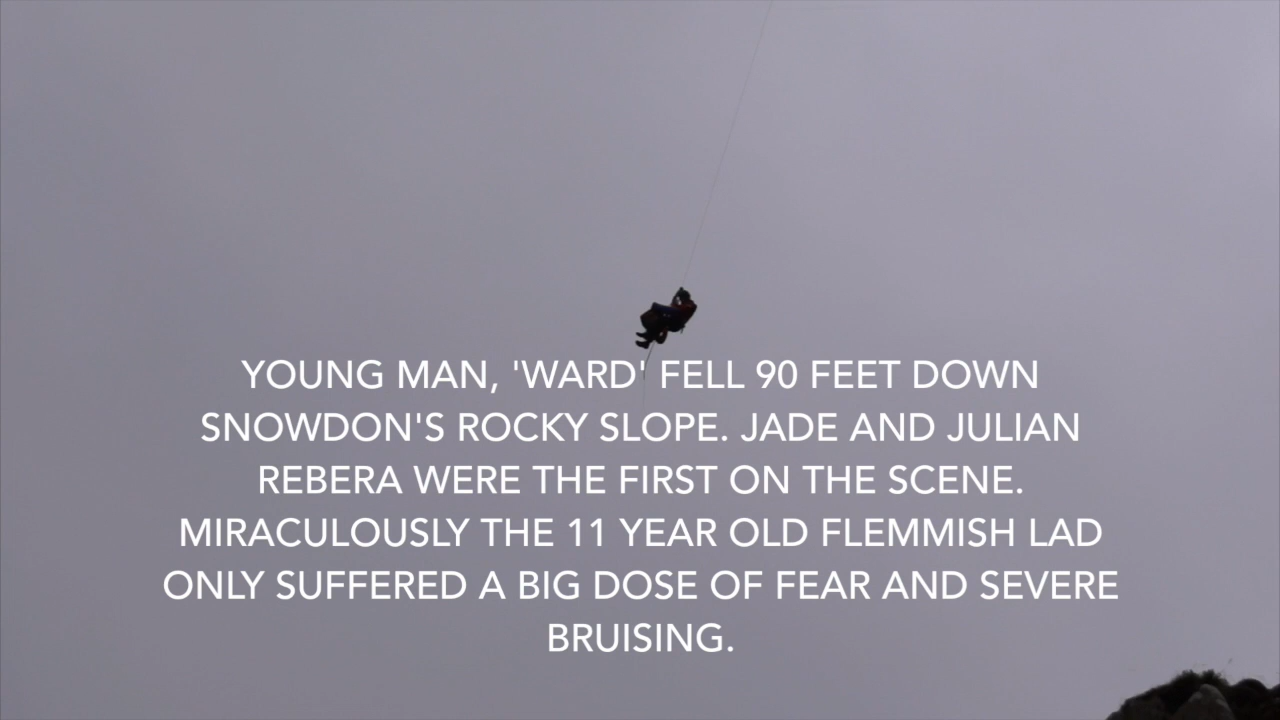 YOUNG MAN, 'WARD' FELL 90 FEET DOWN
SNOWDON'S ROCKY SLOPE. JADE AND JULIAN
REBERA WERE THE FIRST ON THE SCENE.
MIRACULOUSLY THE 11 YEAR OLD FLEMMISH LAD
ONLY SUFFERED A BIG DOSE OF FEAR AND SEVERE
BRUISING.